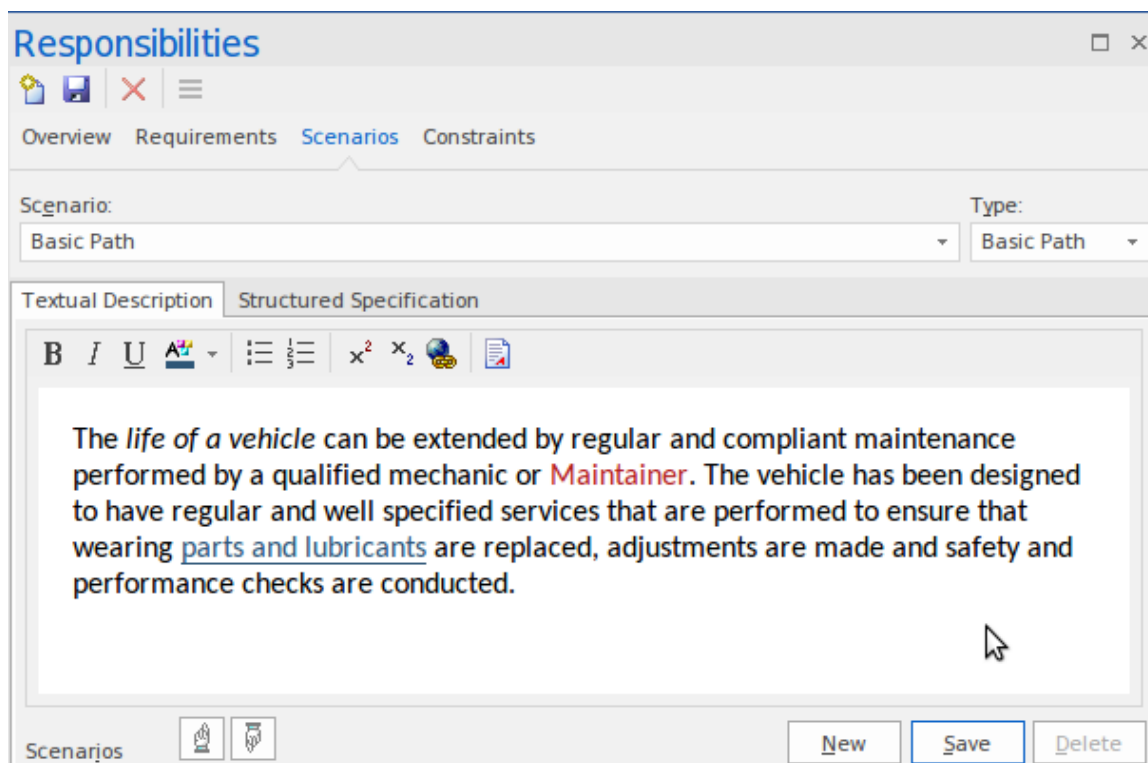 Responsibilities
Overview Requirements Scenarios Constraints
Scenario: Type:
Basic Path Basic Path
Textual Description Structured Specification
B I U A x² x₂
The life of a vehicle can be extended by regular and compliant maintenance
performed by a qualified mechanic or Maintainer. The vehicle has been designed
to have regular and well specified services that are performed to ensure that
wearing parts and lubricants are replaced, adjustments are made and safety and
performance checks are conducted.
Scenarios New Save Delete